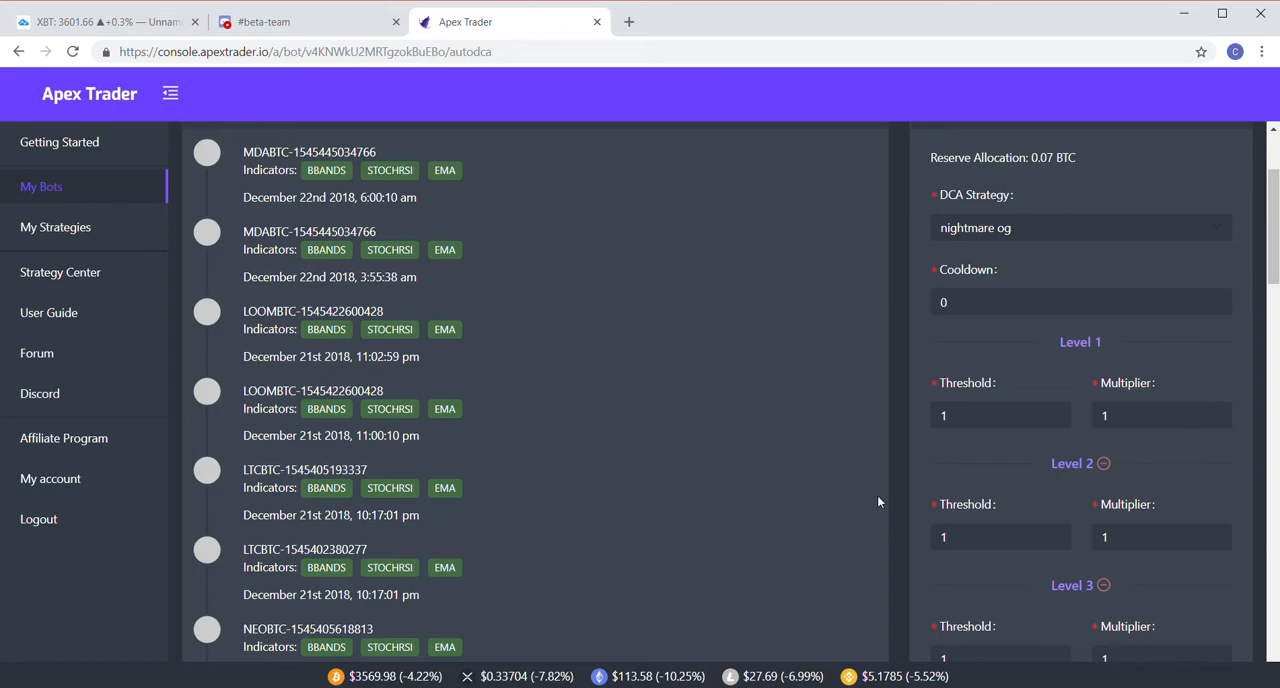 XBT: 3601.66 ▲+0.3% — Unnam
#beta-team
Apex Trader
https://console.apextrader.io/a/bot/v4KNWkU2MRTgzokBuEBo/autodca
C
Apex Trader
Getting Started
My Bots
My Strategies
Strategy Center
User Guide
Forum
Discord
Affiliate Program
My account
Logout
MDABTC-1545445034766
Indicators: BBANDS STOCHRSI EMA
December 22nd 2018, 6:00:10 am
MDABTC-1545445034766
Indicators: BBANDS STOCHRSI EMA
December 22nd 2018, 3:55:38 am
LOOMBTC-1545422600428
Indicators: BBANDS STOCHRSI EMA
December 21st 2018, 11:02:59 pm
LOOMBTC-1545422600428
Indicators: BBANDS STOCHRSI EMA
December 21st 2018, 11:00:10 pm
LTCBTC-1545405193337
Indicators: BBANDS STOCHRSI EMA
December 21st 2018, 10:17:01 pm
LTCBTC-1545402380277
Indicators: BBANDS STOCHRSI EMA
December 21st 2018, 10:17:01 pm
NEOBTC-1545405618813
Indicators: BBANDS STOCHRSI EMA
Reserve Allocation: 0.07 BTC
* DCA Strategy:
nightmare og
* Cooldown:
0
Level 1
* Threshold: * Multiplier:
1 1
Level 2
* Threshold: * Multiplier:
1 1
Level 3
* Threshold: * Multiplier:
1 1
$3569.98 (-4.22%) $0.33704 (-7.82%) $113.58 (-10.25%) $27.69 (-6.99%) $5.1785 (-5.52%)